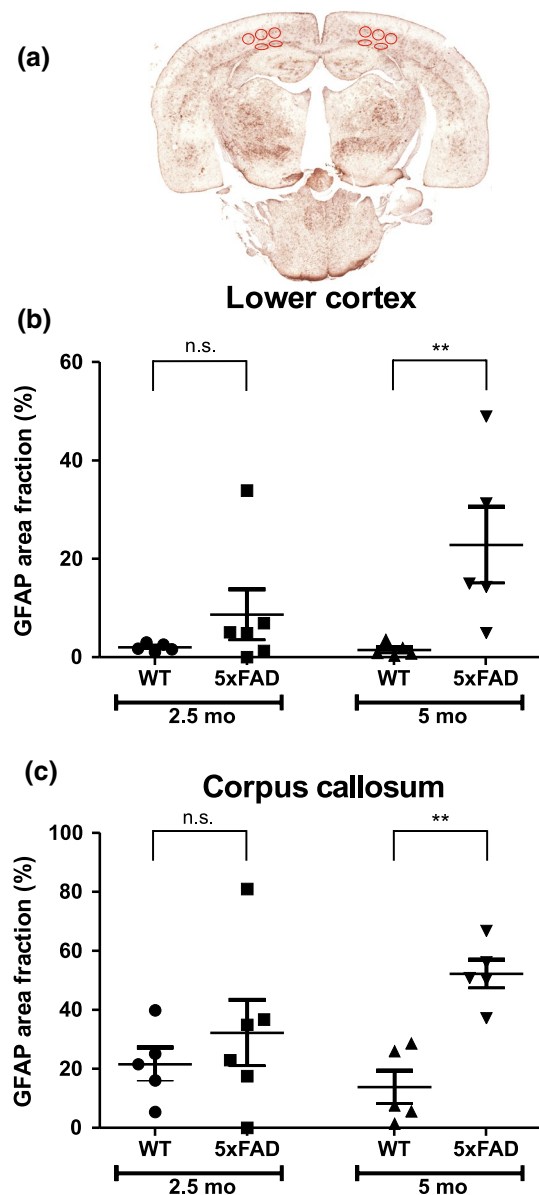 (a)
Lower cortex
(b)
n.s.
**
GFAP area fraction (%)
60
40
20
0
WT
5xFAD
WT
5xFAD
2.5 mo
5 mo
(c)
Corpus callosum
n.s.
**
GFAP area fraction (%)
100
80
60
40
20
0
WT
5xFAD
WT
5xFAD
2.5 mo
5 mo